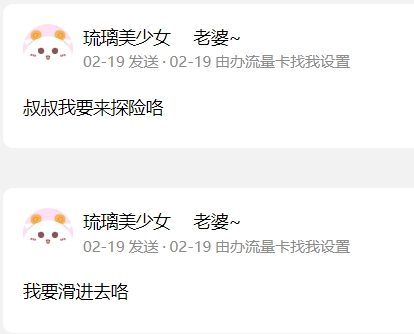 琉璃美少女 老婆~
02-19 发送 · 02-19 由办流量卡找我设置
叔叔我要来探险咯
琉璃美少女 老婆~
02-19 发送 · 02-19 由办流量卡找我设置
我要滑进去咯